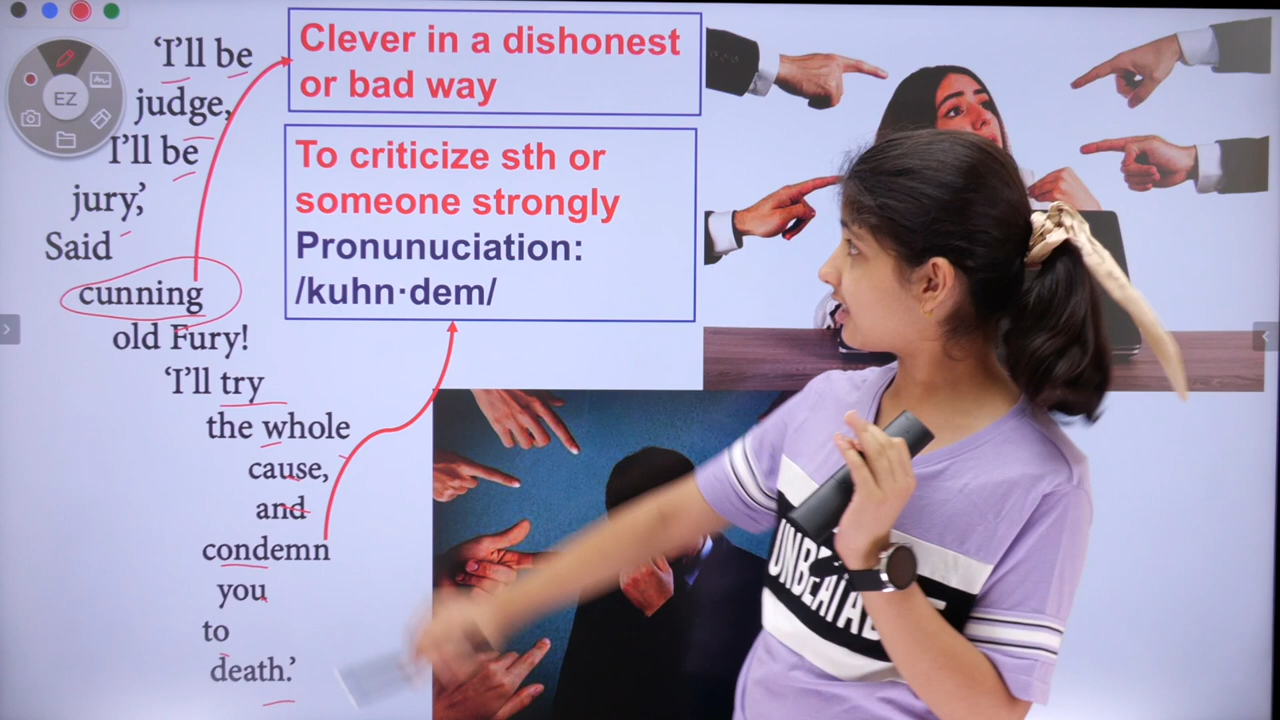 ‘I’ll be
judge,
I’ll be
jury,’
Said
cunning
old Fury!
‘I’ll try
the whole
cause,
and
condemn
you
to
death.’
Clever in a dishonest
or bad way
To criticize sth or
someone strongly
Pronunuciation:
/kuhn·dem/
EZ